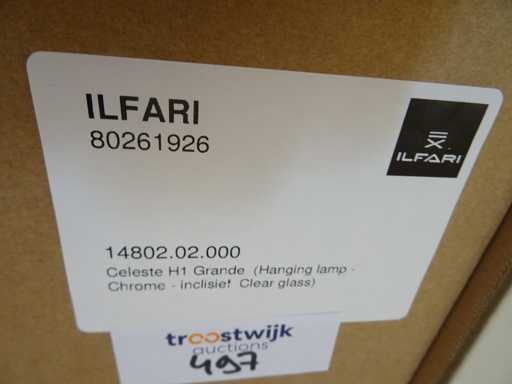 ILFARI
80261926
ILFARI
14802.02.000
Celeste H1 Grande (Hanging lamp -
Chrome - inclisief Clear glass)
troostwijk
auctions
497